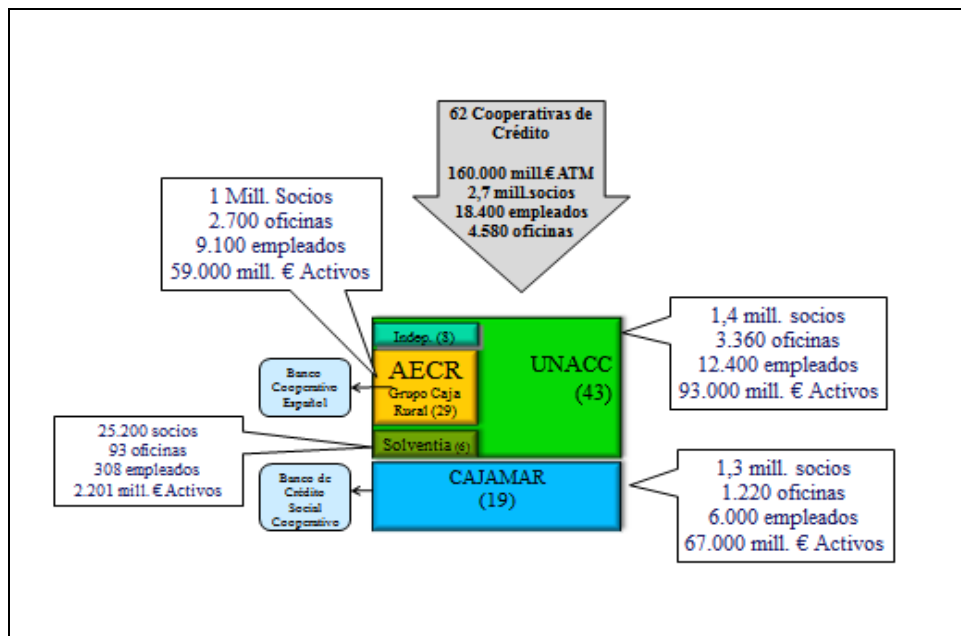 62 Cooperativas de
Crédito
160.000 mill.€ ATM
2,7 mill.socios
18.400 empleados
4.580 oficinas
1 Mill. Socios
2.700 oficinas
9.100 empleados
59.000 mill. € Activos
1,4 mill. socios
3.360 oficinas
12.400 empleados
93.000 mill. € Activos
Indep. (8)
AECR
Grupo Caja
Rural (29)
UNACC
(43)
Banco
Cooperativo
Español
Solventia (6)
25.200 socios
93 oficinas
308 empleados
2.201 mill. € Activos
CAJAMAR
(19)
Banco de
Crédito
Social
Cooperativo
1,3 mill. socios
1.220 oficinas
6.000 empleados
67.000 mill. € Activos